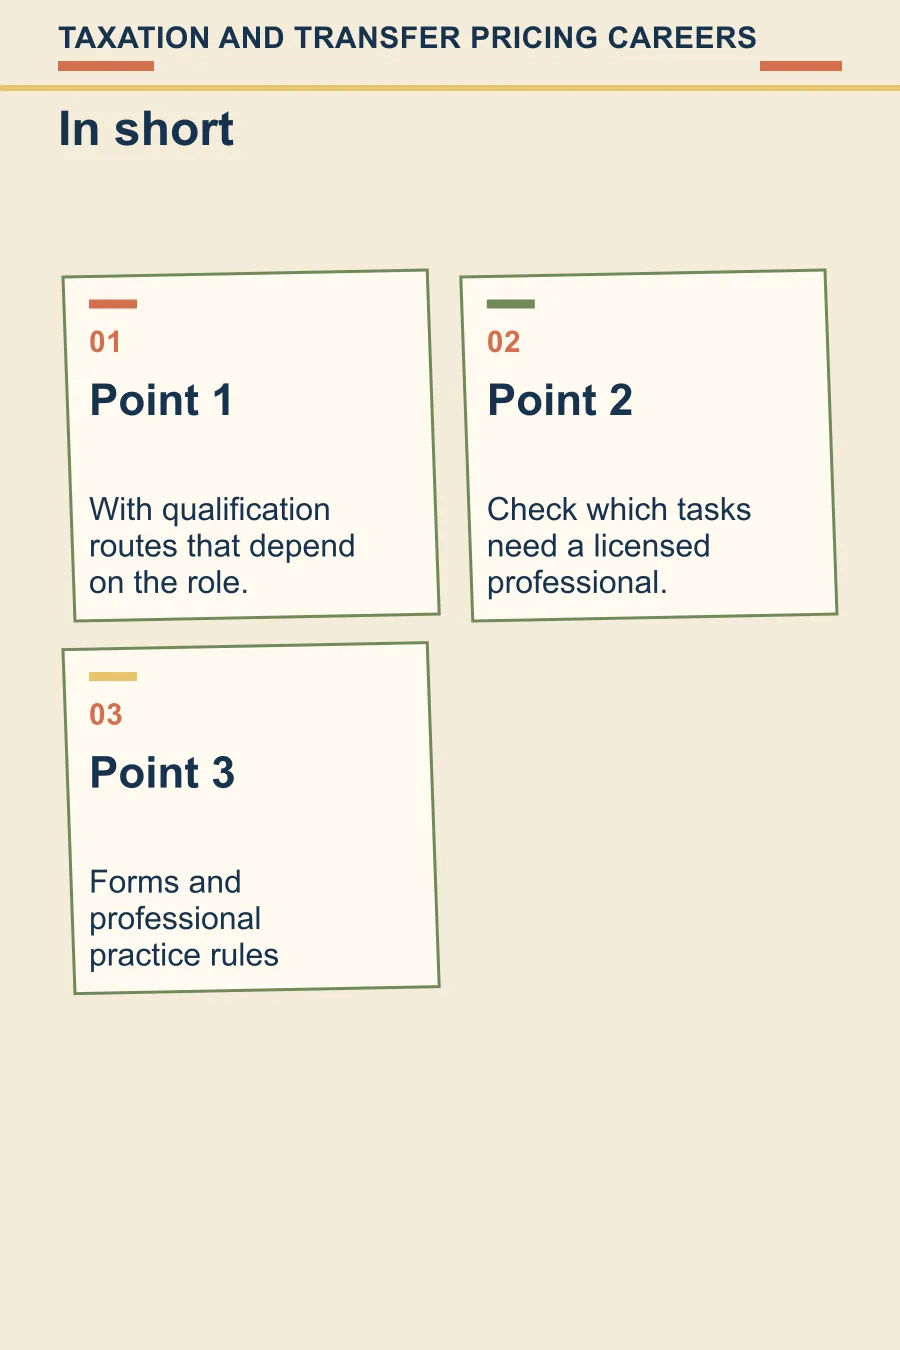 TAXATION AND TRANSFER PRICING CAREERS
In short
01
Point 1
With qualification
routes that depend
on the role.
02
Point 2
Check which tasks
need a licensed
professional.
03
Point 3
Forms and
professional
practice rules